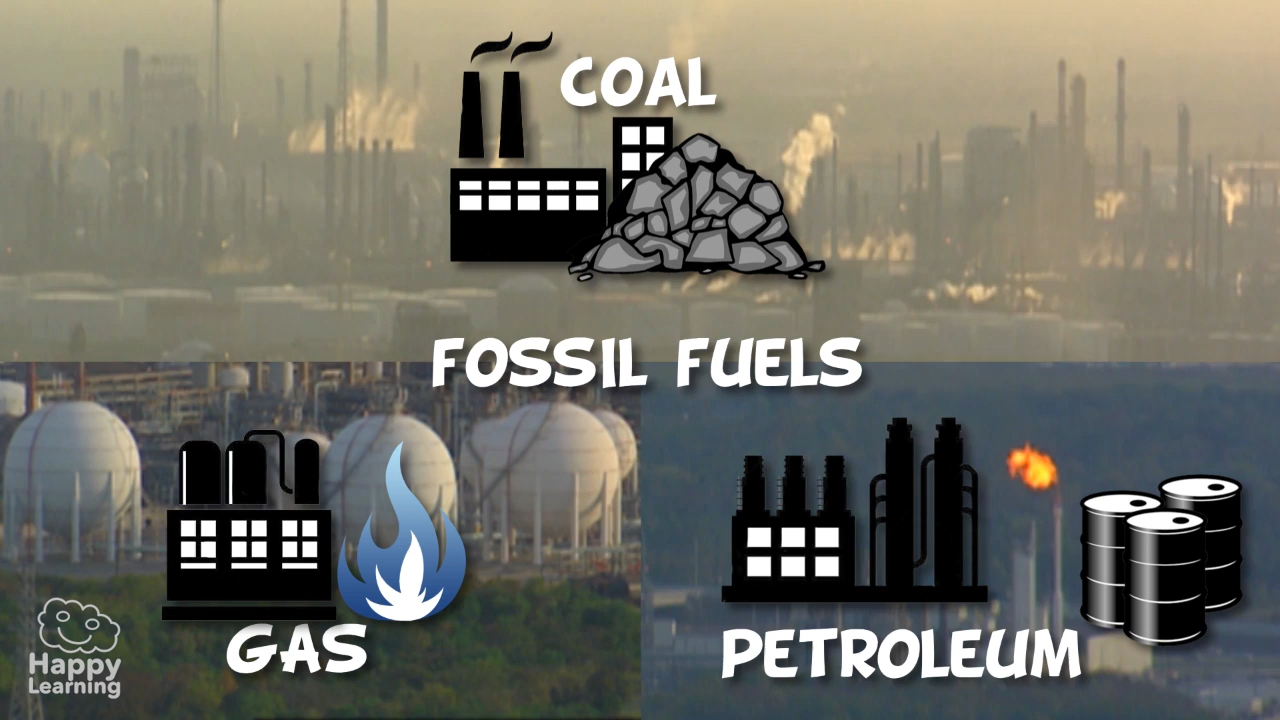 COAL
FOSSIL FUELS
GAS
PETROLEUM
Happy
Learning